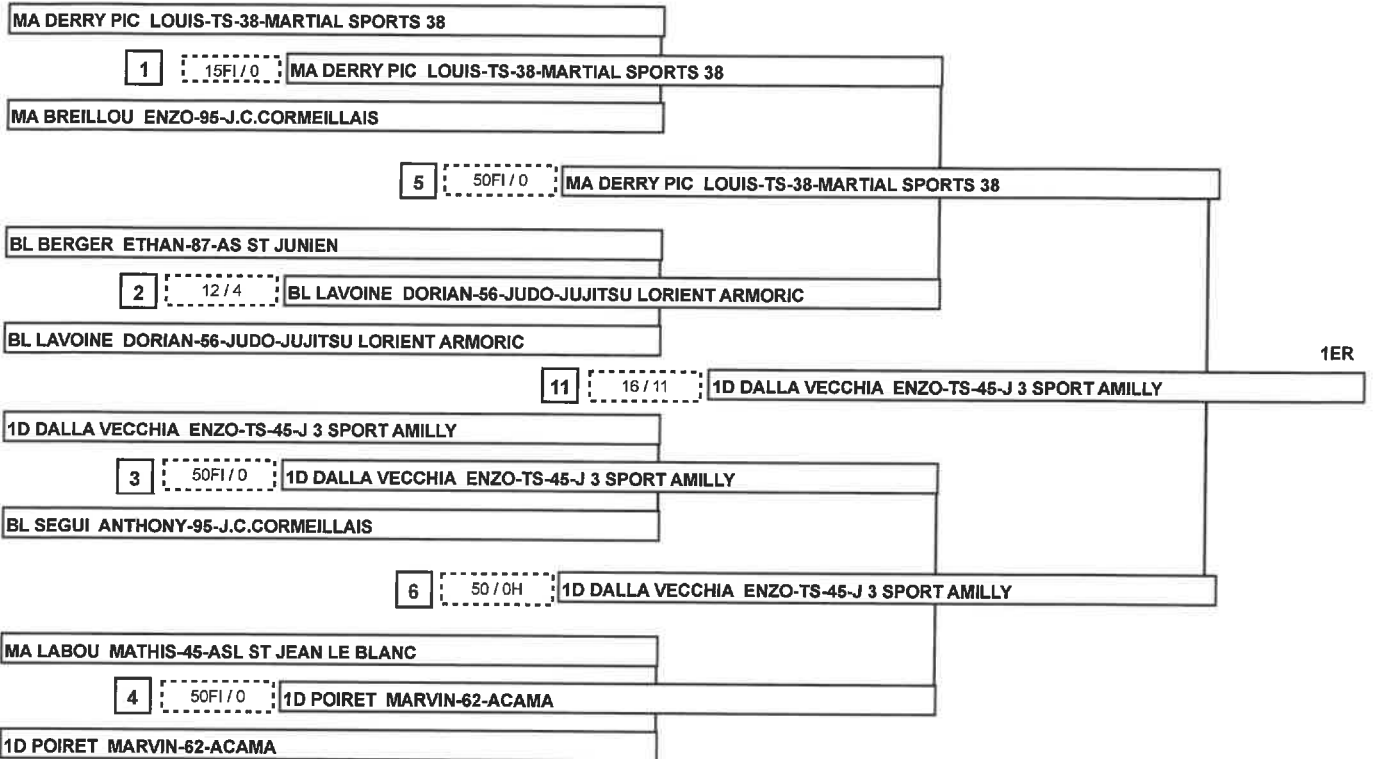 MA DERRY PIC LOUIS-TS-38-MARTIAL SPORTS 38
1 15FI / 0 MA DERRY PIC LOUIS-TS-38-MARTIAL SPORTS 38
MA BREILLOU ENZO-95-J.C.CORMEILLAIS
5 50FI / 0 MA DERRY PIC LOUIS-TS-38-MARTIAL SPORTS 38
BL BERGER ETHAN-87-AS ST JUNIEN
2 12 / 4 BL LAVOINE DORIAN-56-JUDO-JUJITSU LORIENT ARMORIC
BL LAVOINE DORIAN-56-JUDO-JUJITSU LORIENT ARMORIC
1ER
11 16 / 11 1D DALLA VECCHIA ENZO-TS-45-J 3 SPORT AMILLY
1D DALLA VECCHIA ENZO-TS-45-J 3 SPORT AMILLY
3 50FI / 0 1D DALLA VECCHIA ENZO-TS-45-J 3 SPORT AMILLY
BL SEGUI ANTHONY-95-J.C.CORMEILLAIS
6 50 / 0H 1D DALLA VECCHIA ENZO-TS-45-J 3 SPORT AMILLY
MA LABOU MATHIS-45-ASL ST JEAN LE BLANC
4 50FI / 0 1D POIRET MARVIN-62-ACAMA
1D POIRET MARVIN-62-ACAMA